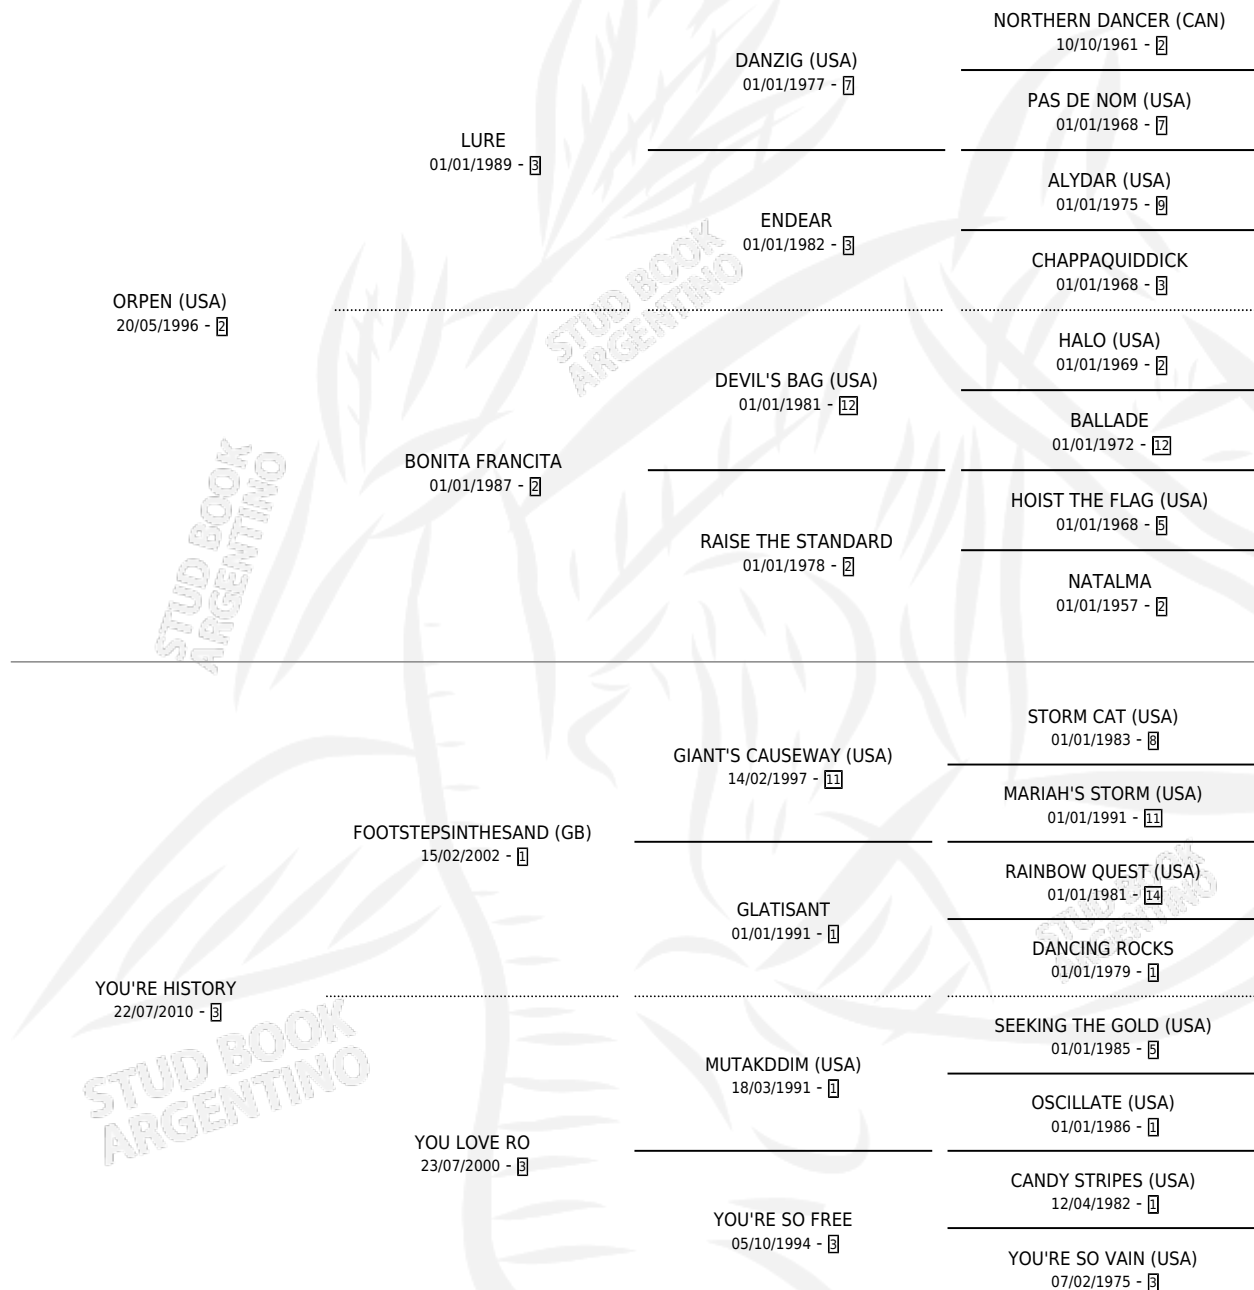 NORTHERN DANCER (CAN)
10/10/1961 - 2
DANZIG (USA)
01/01/1977 - 7
PAS DE NOM (USA)
01/01/1968 - 7
LURE
01/01/1989 - 3
ALYDAR (USA)
01/01/1975 - 9
ENDEAR
01/01/1982 - 3
CHAPPAQUIDDICK
01/01/1968 - 3
ORPEN (USA)
20/05/1996 - 2
HALO (USA)
01/01/1969 - 2
DEVIL'S BAG (USA)
01/01/1981 - 12
BALLADE
01/01/1972 - 12
BONITA FRANCITA
01/01/1987 - 2
HOIST THE FLAG (USA)
01/01/1968 - 5
RAISE THE STANDARD
01/01/1978 - 2
NATALMA
01/01/1957 - 2
STORM CAT (USA)
01/01/1983 - 8
GIANT'S CAUSEWAY (USA)
14/02/1997 - 11
MARIAH'S STORM (USA)
01/01/1991 - 11
FOOTSTEPSINTHESAND (GB)
15/02/2002 - 1
RAINBOW QUEST (USA)
01/01/1981 - 14
GLATISANT
01/01/1991 - 1
DANCING ROCKS
01/01/1979 - 1
YOU'RE HISTORY
22/07/2010 - 3
SEEKING THE GOLD (USA)
01/01/1985 - 5
MUTAKDDIM (USA)
18/03/1991 - 1
OSCILLATE (USA)
01/01/1986 - 1
YOU LOVE RO
23/07/2000 - 3
CANDY STRIPES (USA)
12/04/1982 - 1
YOU'RE SO FREE
05/10/1994 - 3
YOU'RE SO VAIN (USA)
07/02/1975 - 3
STUD BOOK
ARGENTINO
STUD BOOK
ARGENTINO
STUD BOOK
ARGENTINO
STUD BOOK
ARGENTINO